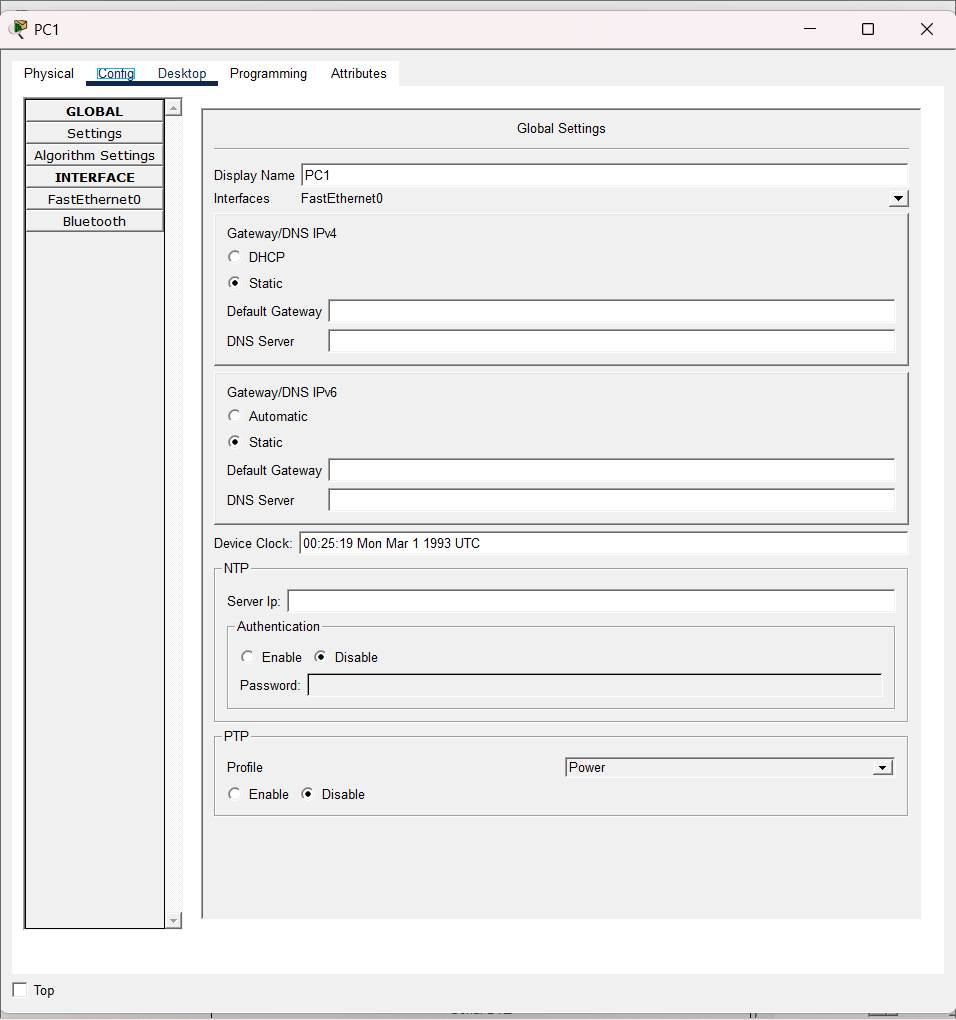 PC1
Physical Config Desktop Programming Attributes
GLOBAL
Settings
Algorithm Settings
INTERFACE
FastEthernet0
Bluetooth
Global Settings
Display Name PC1
Interfaces FastEthernet0
Gateway/DNS IPv4
DHCP
Static
Default Gateway
DNS Server
Gateway/DNS IPv6
Automatic
Static
Default Gateway
DNS Server
Device Clock: 00:25:19 Mon Mar 1 1993 UTC
NTP
Server Ip:
Authentication
Enable Disable
Password:
PTP
Profile Power
Enable Disable
Top